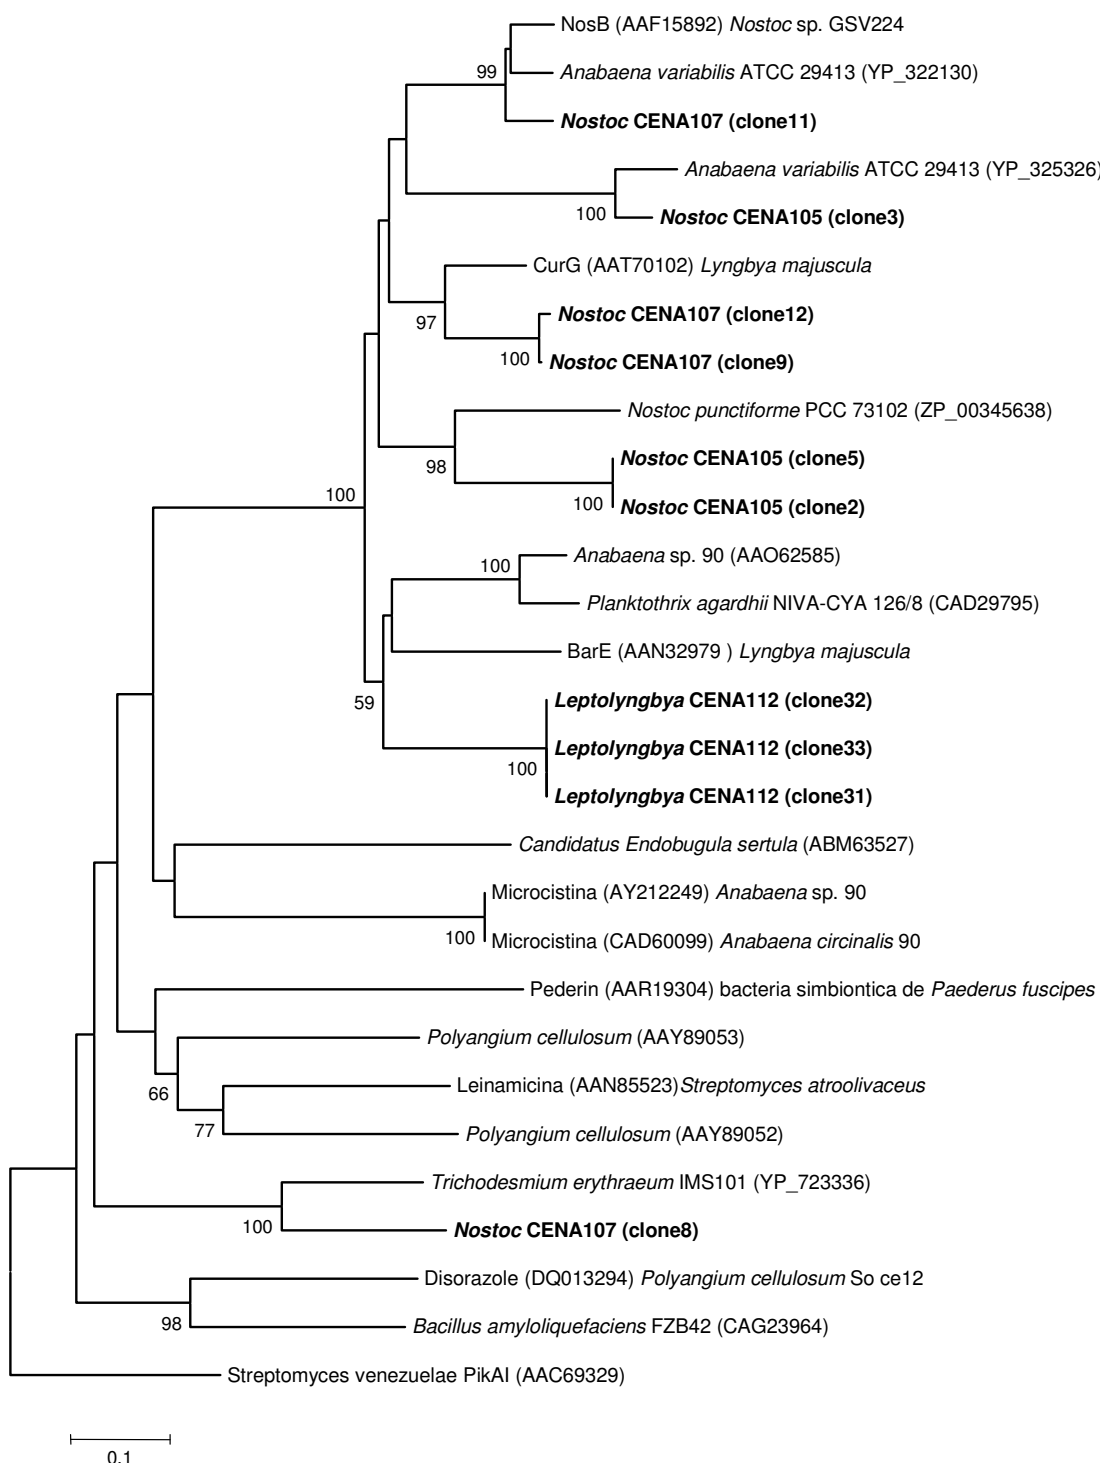 NosB (AAF15892) Nostoc sp. GSV224
99
Anabaena variabilis ATCC 29413 (YP_322130)
Nostoc CENA107 (clone11)
Anabaena variabilis ATCC 29413 (YP_325326)
100
Nostoc CENA105 (clone3)
CurG (AAT70102) Lyngbya majuscula
97
Nostoc CENA107 (clone12)
100
Nostoc CENA107 (clone9)
Nostoc punctiforme PCC 73102 (ZP_00345638)
98
Nostoc CENA105 (clone5)
100
Nostoc CENA105 (clone2)
100
Anabaena sp. 90 (AAO62585)
100
Planktothrix agardhii NIVA-CYA 126/8 (CAD29795)
BarE (AAN32979 ) Lyngbya majuscula
59
Leptolyngbya CENA112 (clone32)
Leptolyngbya CENA112 (clone33)
100
Leptolyngbya CENA112 (clone31)
Candidatus Endobugula sertula (ABM63527)
Microcistina (AY212249) Anabaena sp. 90
100
Microcistina (CAD60099) Anabaena circinalis 90
Pederin (AAR19304) bacteria simbiontica de Paederus fuscipes
Polyangium cellulosum (AAY89053)
66
Leinamicina (AAN85523)Streptomyces atroolivaceus
77
Polyangium cellulosum (AAY89052)
Trichodesmium erythraeum IMS101 (YP_723336)
100
Nostoc CENA107 (clone8)
Disorazole (DQ013294) Polyangium cellulosum So ce12
98
Bacillus amyloliquefaciens FZB42 (CAG23964)
Streptomyces venezuelae PikAI (AAC69329)
0.1